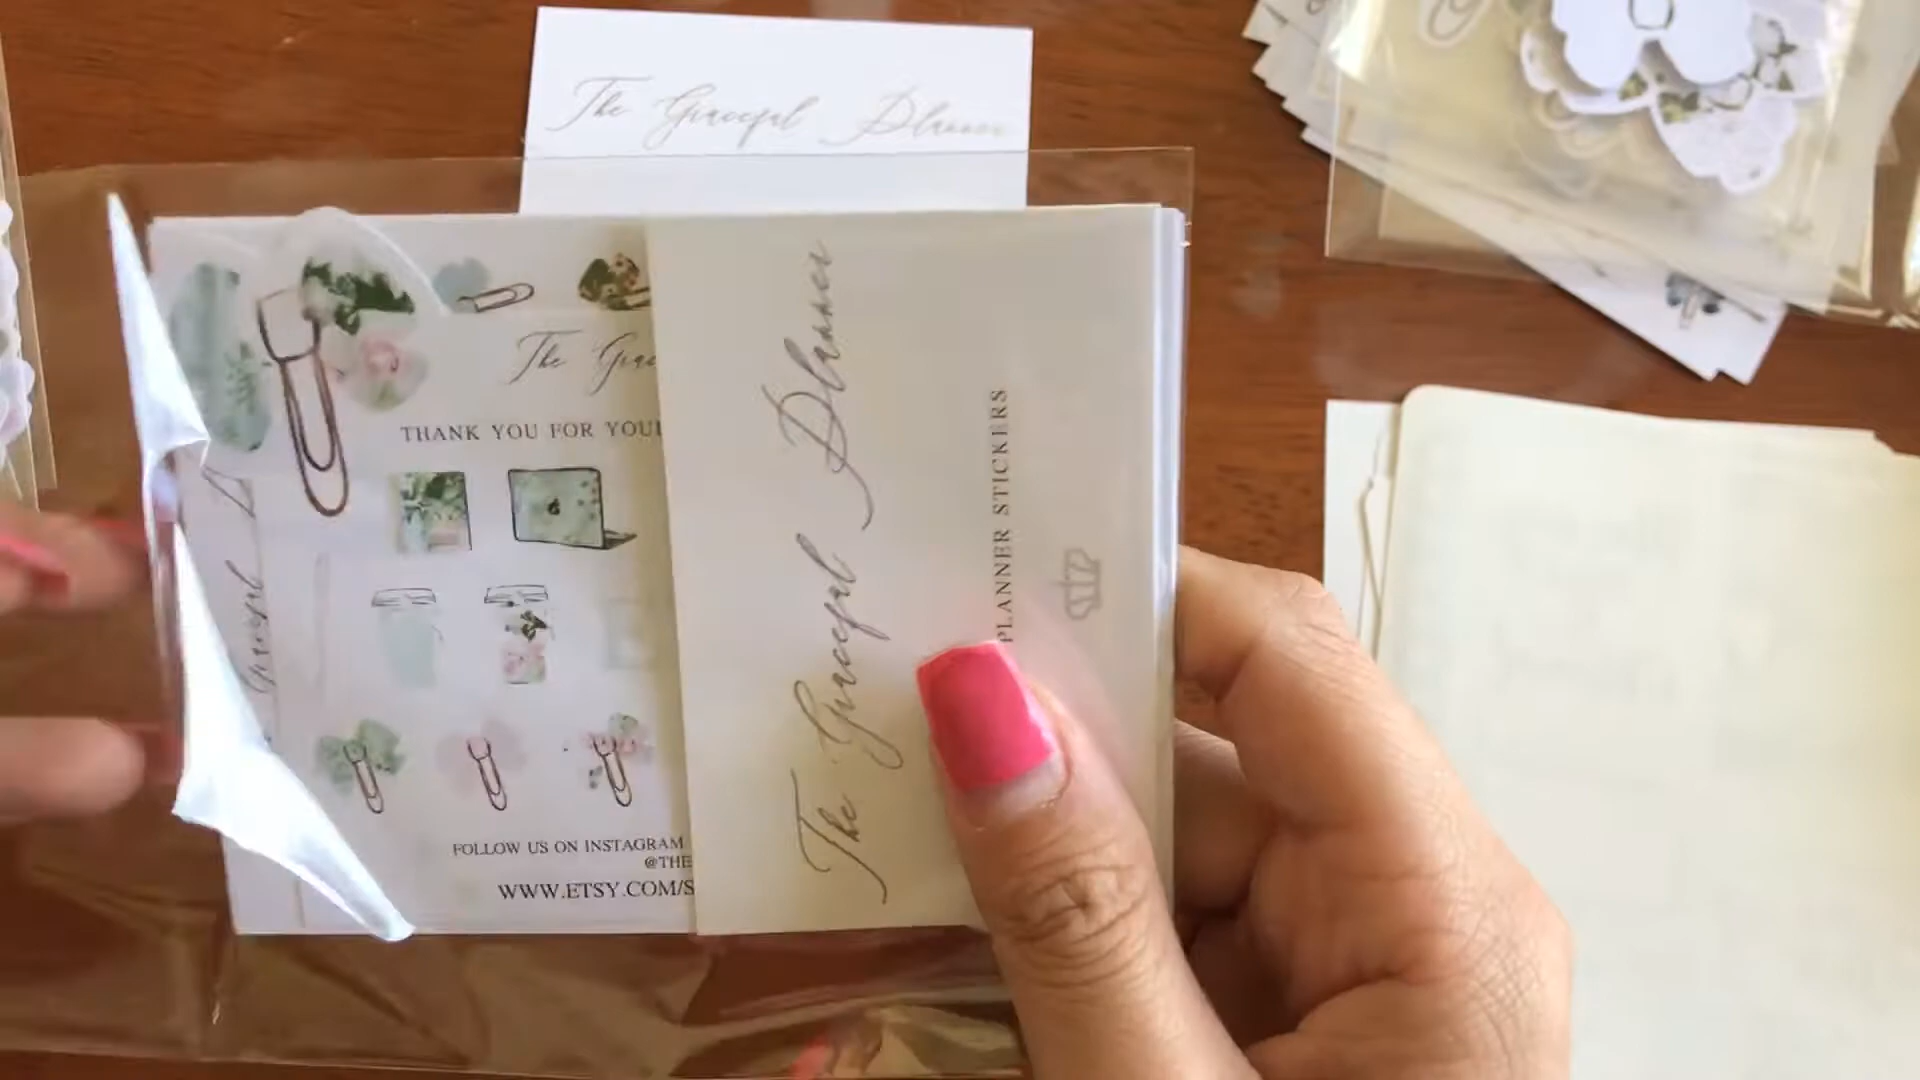 The Graceful Planner
The Grac
THANK YOU FOR YOU
The Graceful Planner
PLANNER STICKERS
Graceful
FOLLOW US ON INSTAGRAM
@THE
WWW.ETSY.COM/S